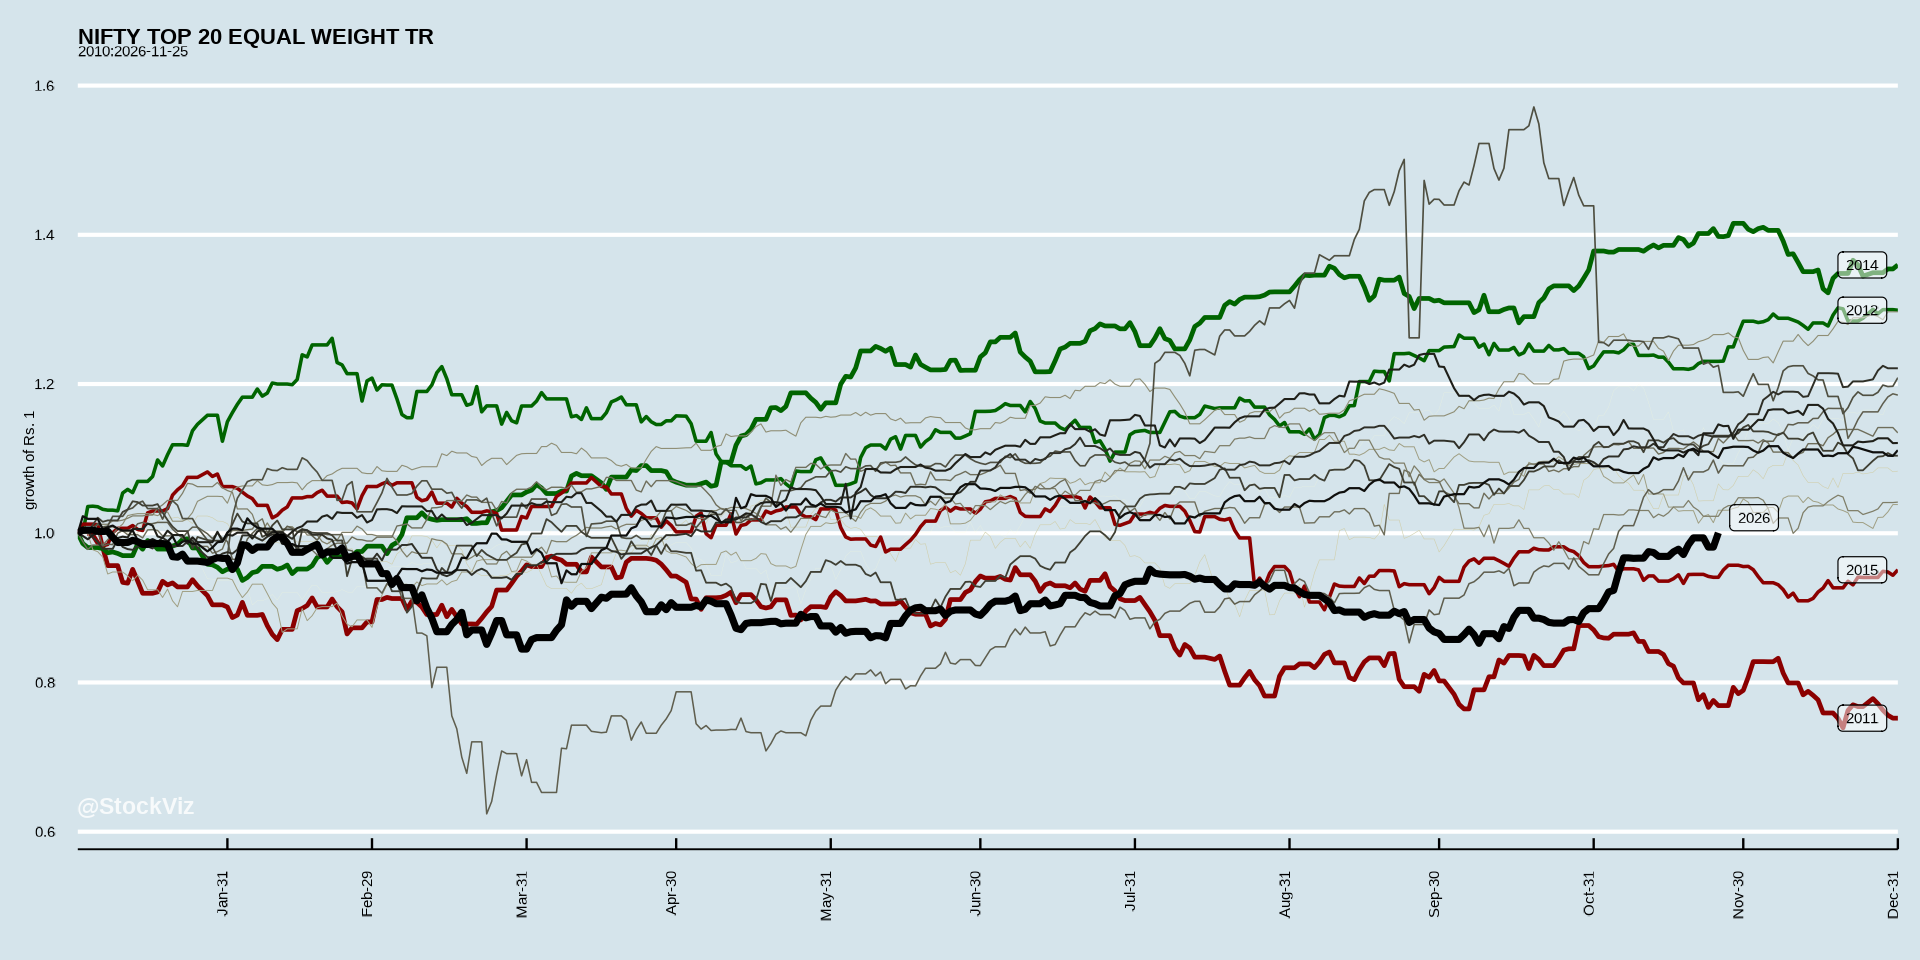 NIFTY TOP 20 EQUAL WEIGHT TR
2010:2026-11-25
growth of Rs. 1
1.6
1.4
1.2
1.0
0.8
0.6
2014
2012
2026
2015
2011
@StockViz
Jan-31
Feb-29
Mar-31
Apr-30
May-31
Jun-30
Jul-31
Aug-31
Sep-30
Oct-31
Nov-30
Dec-31